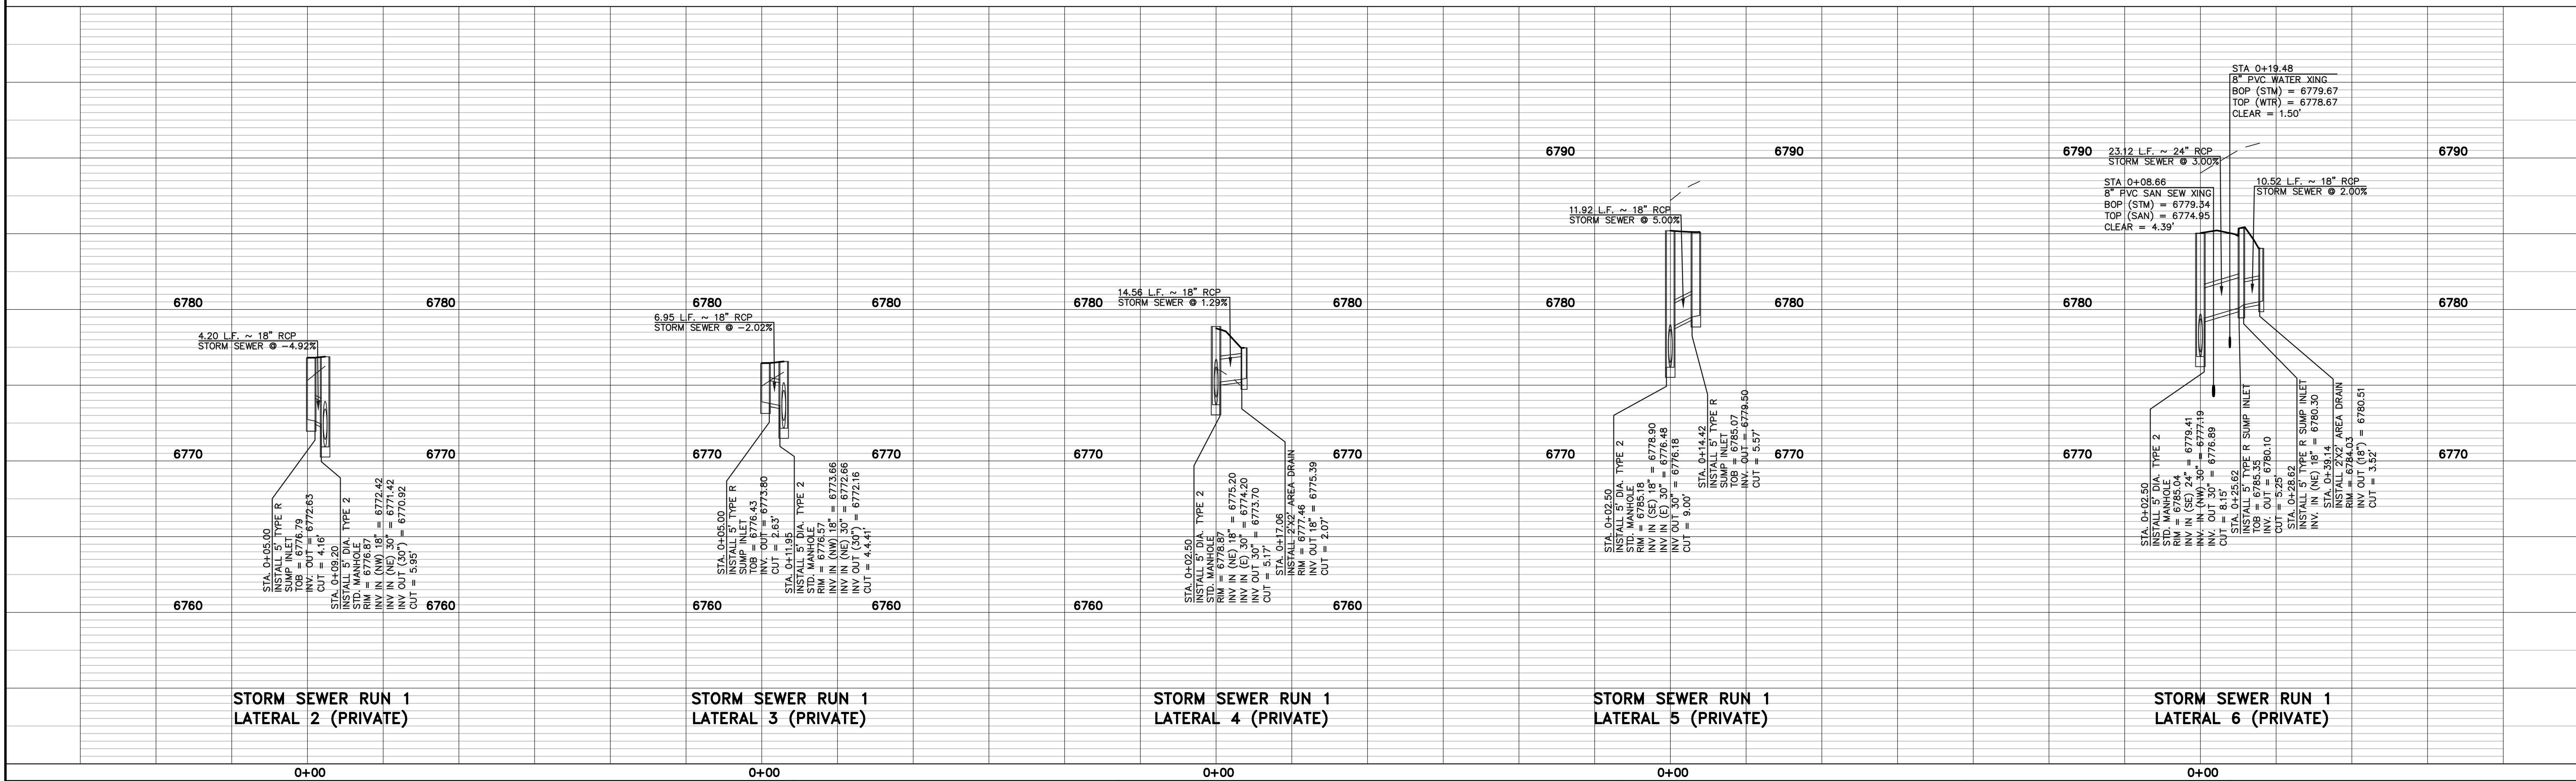 6780
6780
4.20 L.F. ~ 18" RCP
STORM SEWER @ -4.92%
6770
6770
STA. 0+05.00
INSTALL 5' TYPE R
SUMP INLET
TOB = 6776.79
INV. OUT = 6772.63
CUT = 4.16'
STA. 0+09.20
INSTALL 5' DIA. TYPE 2
STD. MANHOLE
RIM = 6776.87
INV IN (NW) 18" = 6772.42
INV IN (NE) 30" = 6771.42
INV OUT (30") = 6770.92
CUT = 5.95'
6760
6760
STORM SEWER RUN 1
LATERAL 2 (PRIVATE)
0+00
6780
6780
6.95 L.F. ~ 18" RCP
STORM SEWER @ -2.02%
6770
6770
STA. 0+05.00
INSTALL 5' TYPE R
SUMP INLET
TOB = 6776.43
INV. OUT = 6773.80
CUT = 2.63'
STA. 0+11.95
INSTALL 5' DIA. TYPE 2
STD. MANHOLE
RIM = 6776.57
INV IN (NW) 18" = 6773.66
INV IN (NE) 30" = 6772.66
INV OUT (30") = 6772.16
CUT = 4.4.41'
6760
6760
STORM SEWER RUN 1
LATERAL 3 (PRIVATE)
0+00
6780
6780
14.56 L.F. ~ 18" RCP
STORM SEWER @ 1.29%
6770
6770
STA. 0+02.50
INSTALL 5' DIA. TYPE 2
STD. MANHOLE
RIM = 6778.87
INV IN (NE) 18" = 6775.20
INV IN (E) 30" = 6774.20
INV OUT 30" = 6773.70
CUT = 5.17'
STA. 0+17.06
INSTALL 2'X2' AREA DRAIN
RIM = 6777.46
INV OUT 18" = 6775.39
CUT = 2.07'
6760
6760
STORM SEWER RUN 1
LATERAL 4 (PRIVATE)
0+00
6790
6790
11.92 L.F. ~ 18" RCP
STORM SEWER @ 5.00%
6780
6780
6770
6770
STA. 0+02.50
INSTALL 5' DIA. TYPE 2
STD. MANHOLE
RIM = 6785.18
INV IN (SE) 18" = 6778.90
INV IN (E) 30" = 6776.48
INV OUT 30" = 6776.18
CUT = 9.00'
STA. 0+14.42
INSTALL 5' TYPE R
SUMP INLET
TOB = 6785.07
INV. OUT = 6779.50
CUT = 5.57'
STORM SEWER RUN 1
LATERAL 5 (PRIVATE)
0+00
STA 0+19.48
8" PVC WATER XING
BOP (STM) = 6779.67
TOP (WTR) = 6778.67
CLEAR = 1.50'
6790
6790
23.12 L.F. ~ 24" RCP
STORM SEWER @ 3.00%
STA 0+08.66
8" PVC SAN SEW XING
BOP (STM) = 6779.34
TOP (SAN) = 6774.95
CLEAR = 4.39'
10.52 L.F. ~ 18" RCP
STORM SEWER @ 2.00%
6780
6780
6770
6770
STA. 0+02.50
INSTALL 5' DIA. TYPE 2
STD. MANHOLE
RIM = 6785.04
INV IN (SE) 24" = 6779.41
INV. IN (NW) 30" = 6777.19
INV. OUT 30" = 6776.89
CUT = 8.15'
STA. 0+25.62
INSTALL 5' TYPE R SUMP INLET
TOB = 6785.35
INV. OUT = 6780.10
CUT = 5.25'
STA. 0+28.62
INSTALL 5' TYPE R SUMP INLET
INV. IN (NE) 18" = 6780.30
STA. 0+39.14
INSTALL 2'X2' AREA DRAIN
RIM = 6784.03
INV OUT (18") = 6780.51
CUT = 3.52'
STORM SEWER RUN 1
LATERAL 6 (PRIVATE)
0+00